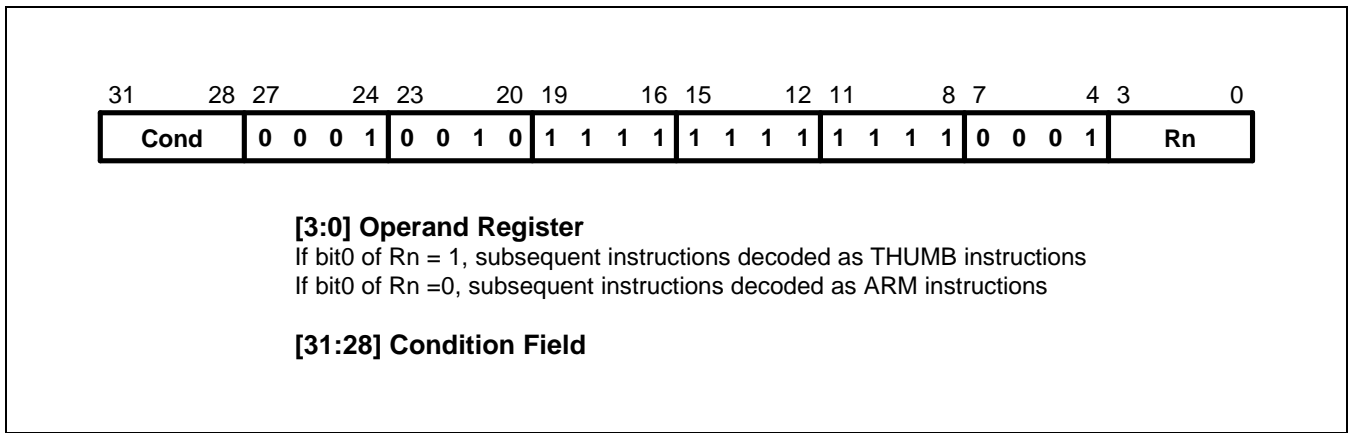 31 28 27 24 23 20 19 16 15 12 11 8 7 4 3 0
Cond 0 0 0 1 0 0 1 0 1 1 1 1 1 1 1 1 1 1 1 1 0 0 0 1 Rn
[3:0] Operand Register
If bit0 of Rn = 1, subsequent instructions decoded as THUMB instructions
If bit0 of Rn =0, subsequent instructions decoded as ARM instructions
[31:28] Condition Field